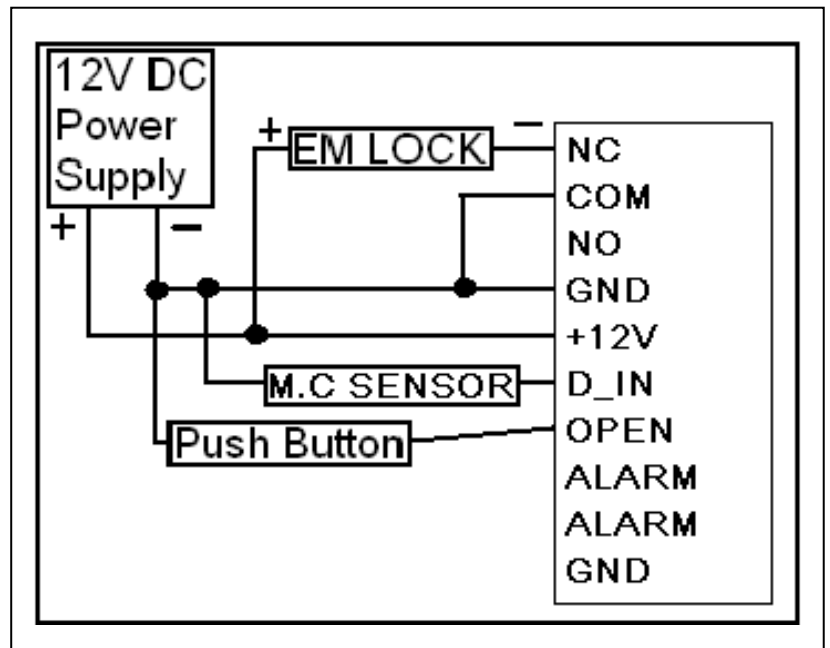 12V DC
Power
Supply
+ −
+ EM LOCK −
M.C SENSOR
Push Button
NC
COM
NO
GND
+12V
D_IN
OPEN
ALARM
ALARM
GND